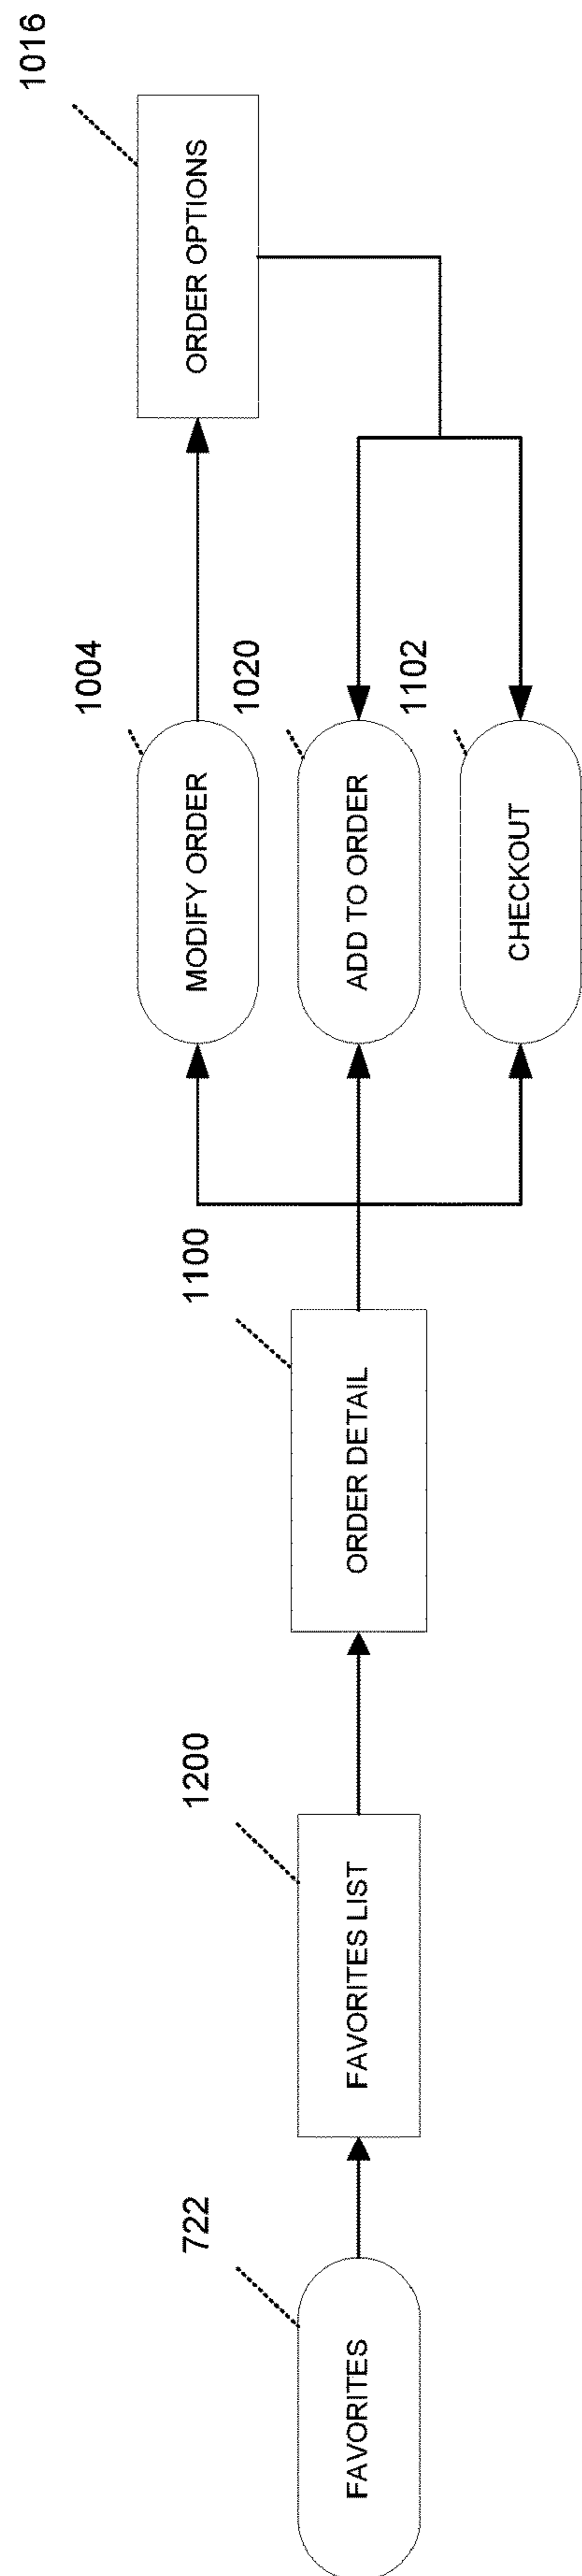 722
FAVORITES
1200
FAVORITES LIST
1100
ORDER DETAIL
1004
MODIFY ORDER
1020
ADD TO ORDER
1102
CHECKOUT
1016
ORDER OPTIONS